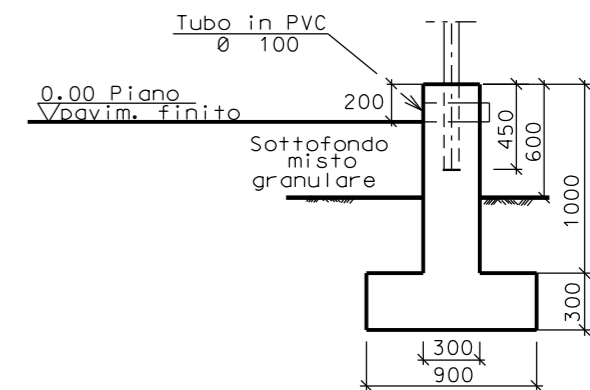 Tubo in PVC
Ø 100
0.00 Piano
pavim. finito
200
Sottofondo
misto
granulare
450
600
1000
300
300
900